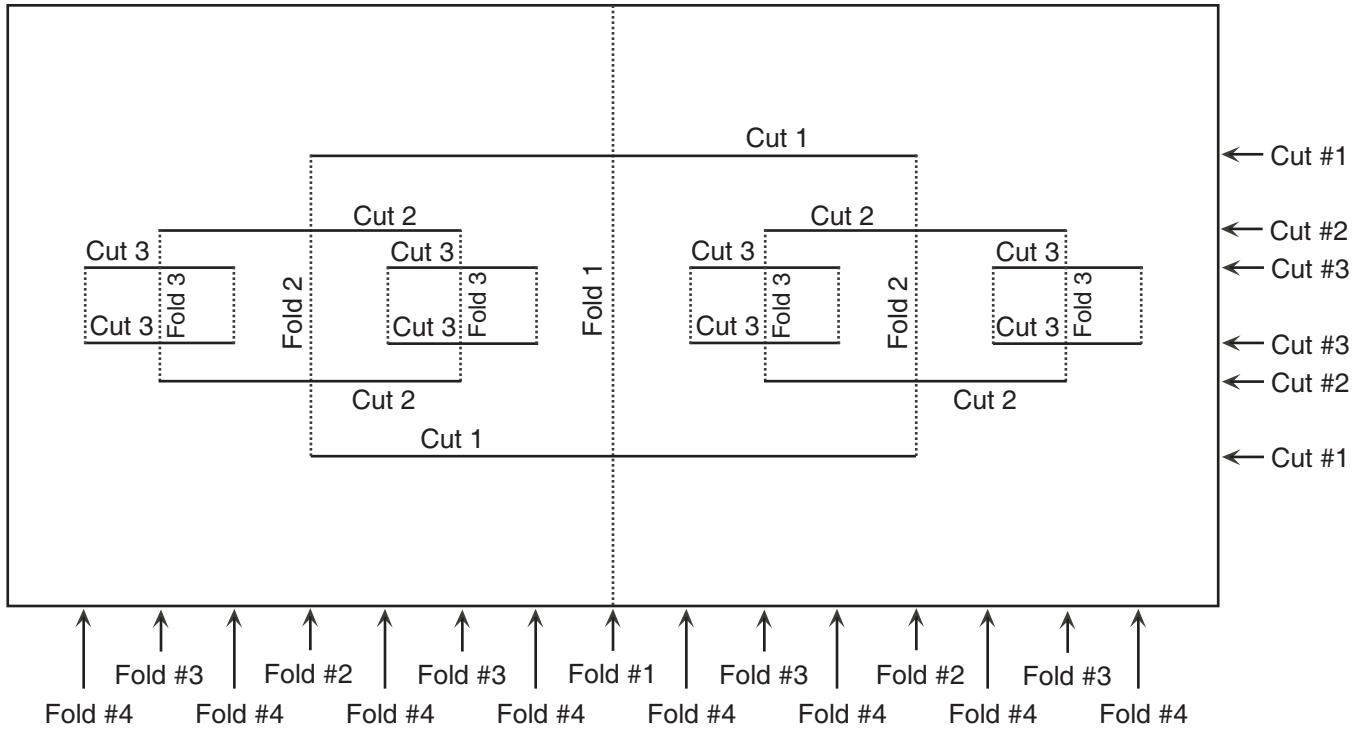 Cut 1
Cut #1
Cut 2 Cut 2
Cut #2
Cut 3 Cut 3 Cut 3 Cut 3
Cut #3
Fold 3 Fold 2 Fold 3 Fold 1 Fold 3 Fold 2 Fold 3
Cut 3 Cut 3 Cut 3 Cut 3
Cut #3
Cut #2
Cut 2 Cut 2
Cut 1
Cut #1
Fold #3 Fold #2 Fold #3 Fold #1 Fold #3 Fold #2 Fold #3
Fold #4 Fold #4 Fold #4 Fold #4 Fold #4 Fold #4 Fold #4 Fold #4